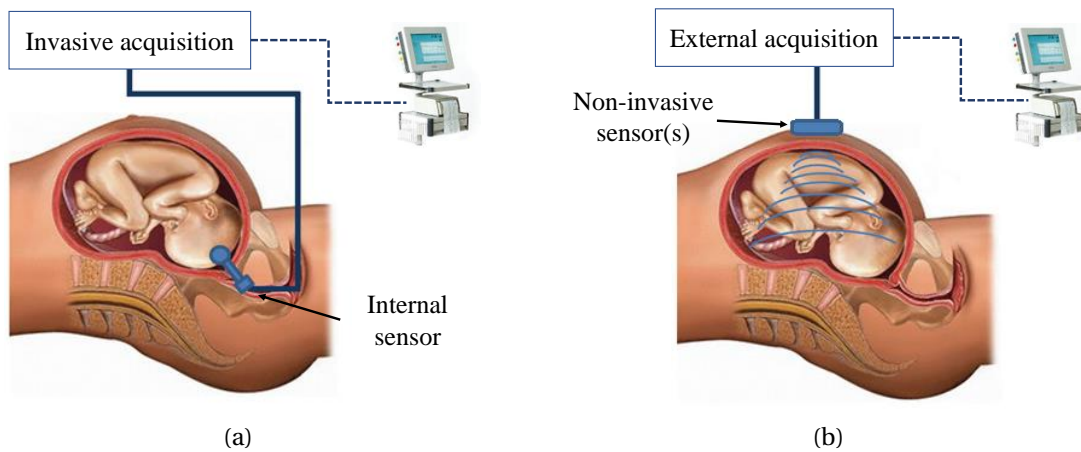 Invasive acquisition
Internal
sensor
(a)
External acquisition
Non-invasive
sensor(s)
(b)